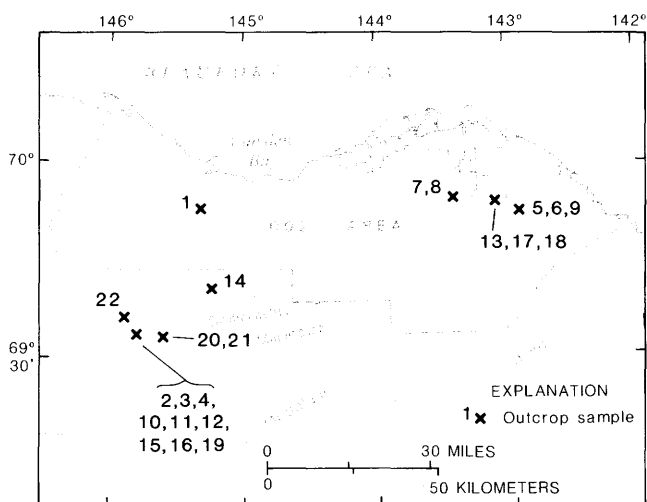 146° 145° 144° 143° 142°
70°
7,8
1
5,6,9
13,17,18
14
22
20,21
69°
30'
2,3,4,
10,11,12,
15,16,19
EXPLANATION
1 Outcrop sample
0 30 MILES
0 50 KILOMETERS
AREA